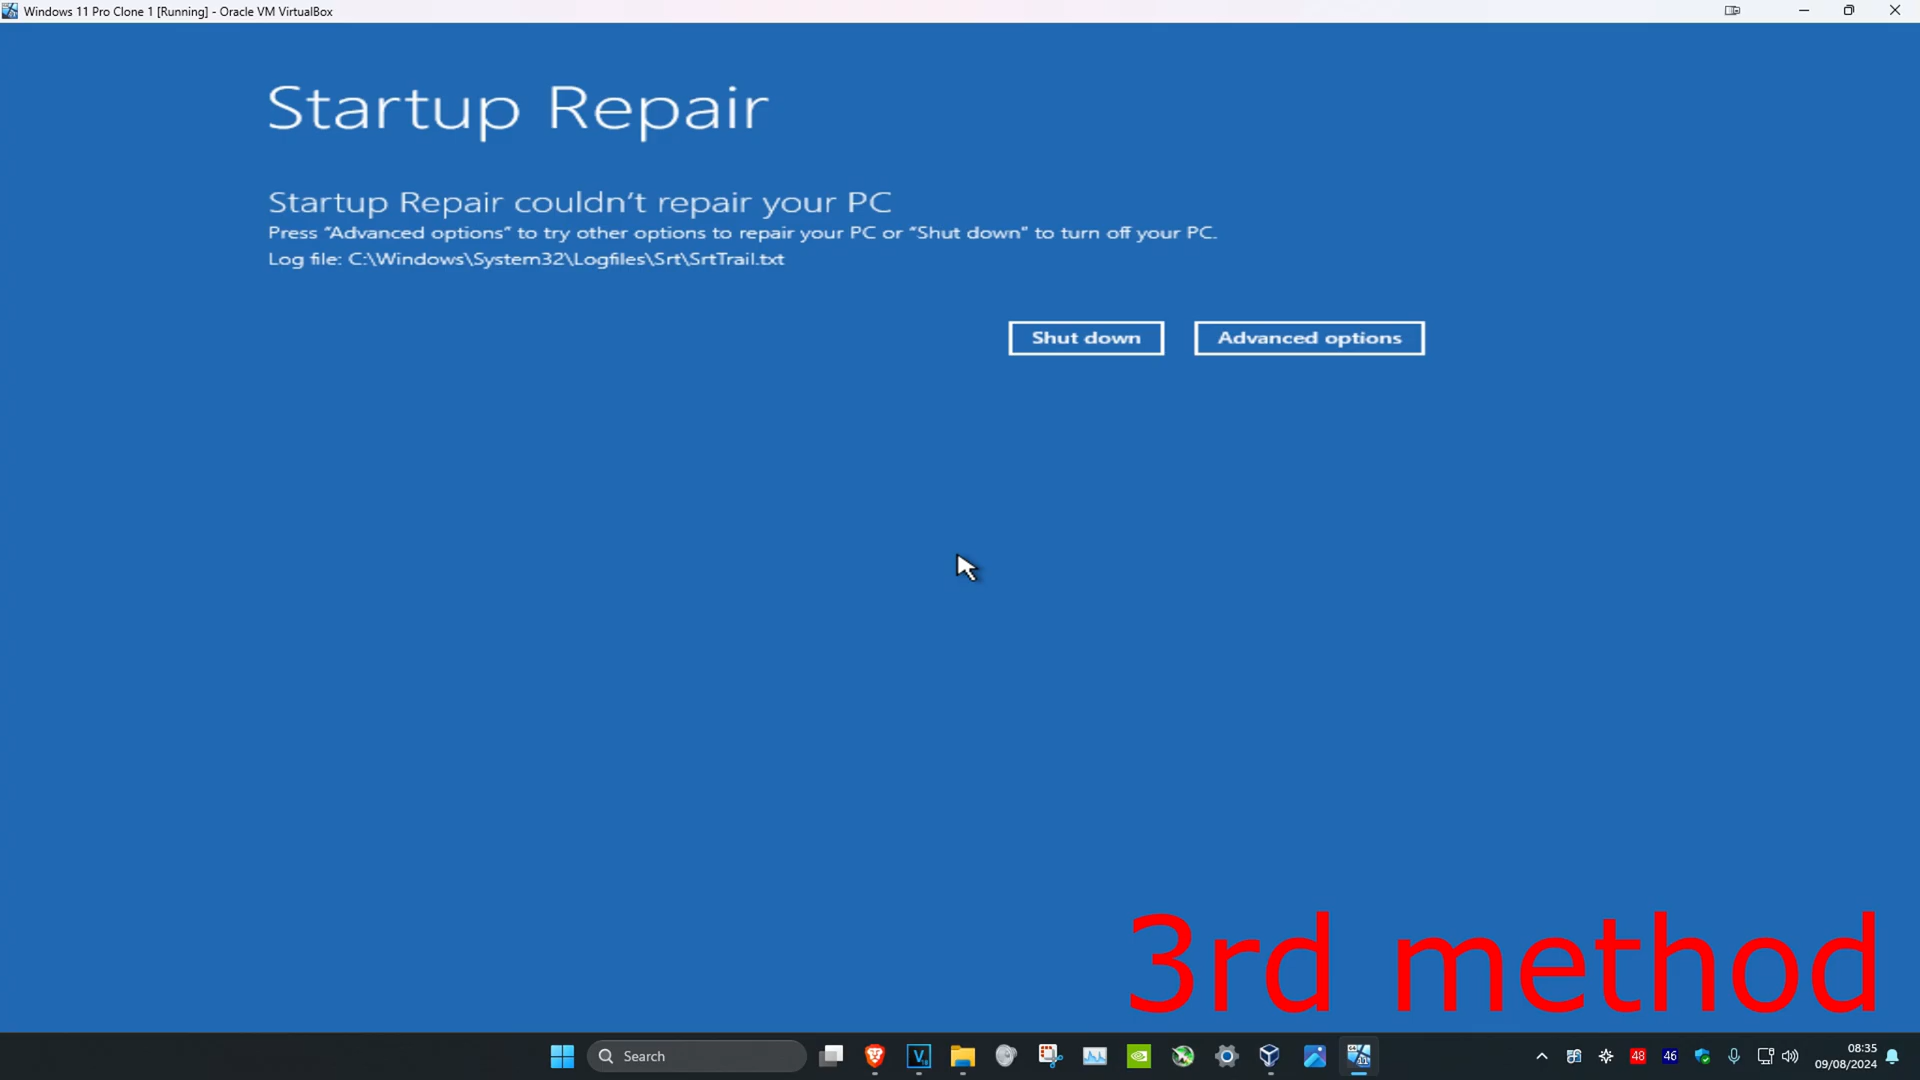 Windows 11 Pro Clone 1 [Running] - Oracle VM VirtualBox
Startup Repair
Startup Repair couldn't repair your PC
Press "Advanced options" to try other options to repair your PC or "Shut down" to turn off your PC.
Log file: C:\Windows\System32\Logfiles\Srt\SrtTrail.txt
Shut down
Advanced options
3rd method
Search
48
46
08:35
09/08/2024